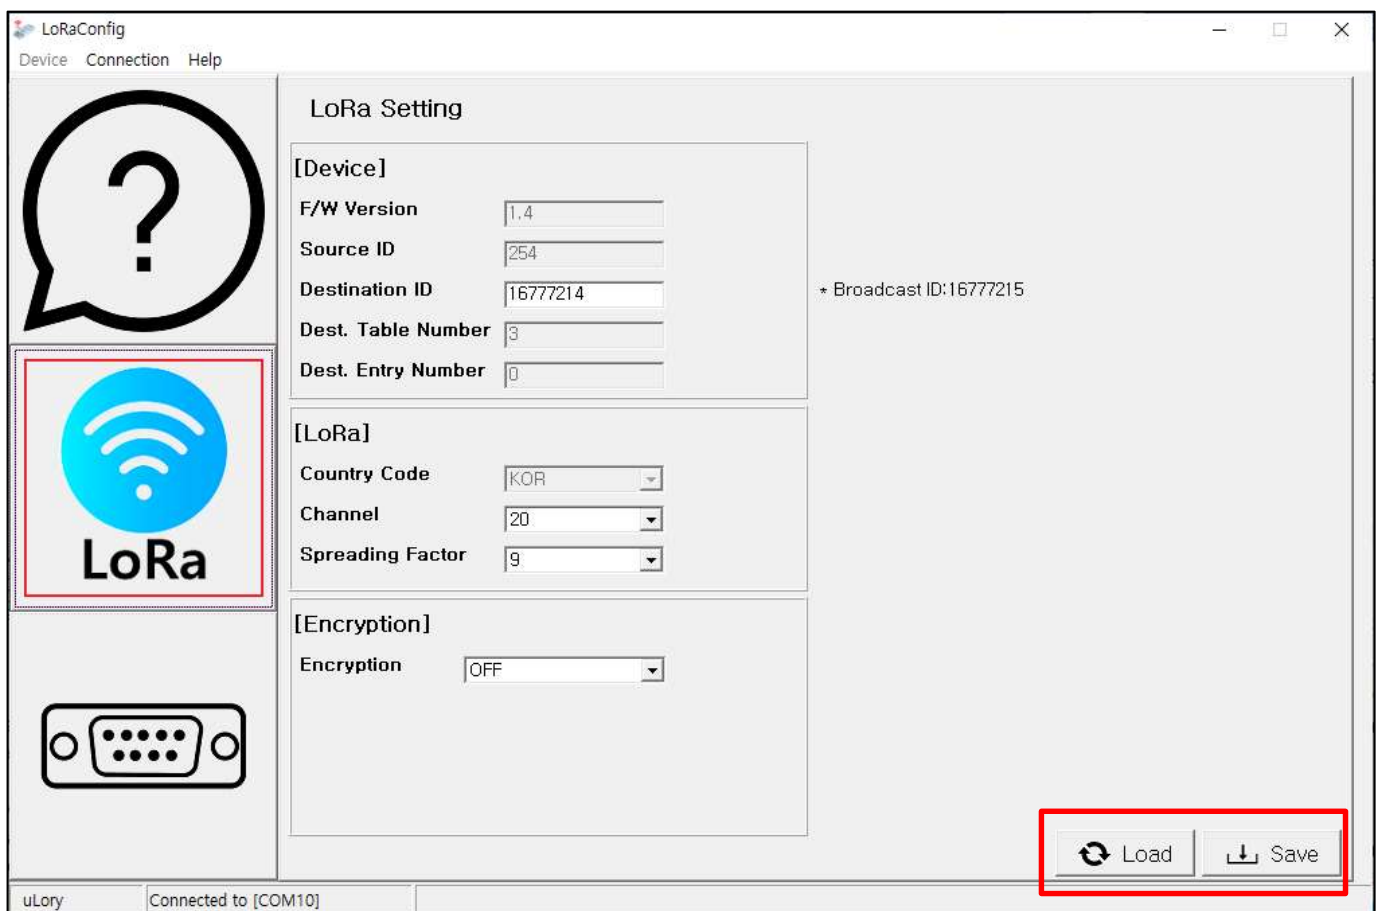 LoRaConfig
Device Connection Help
?
LoRa Setting
[Device]
F/W Version 1.4
Source ID 254
Destination ID 16777214 * Broadcast ID:16777215
Dest. Table Number 3
Dest. Entry Number 0
[LoRa]
Country Code KOR
Channel 20
Spreading Factor 9
LoRa
[Encryption]
Encryption OFF
Load Save
uLory Connected to [COM10]